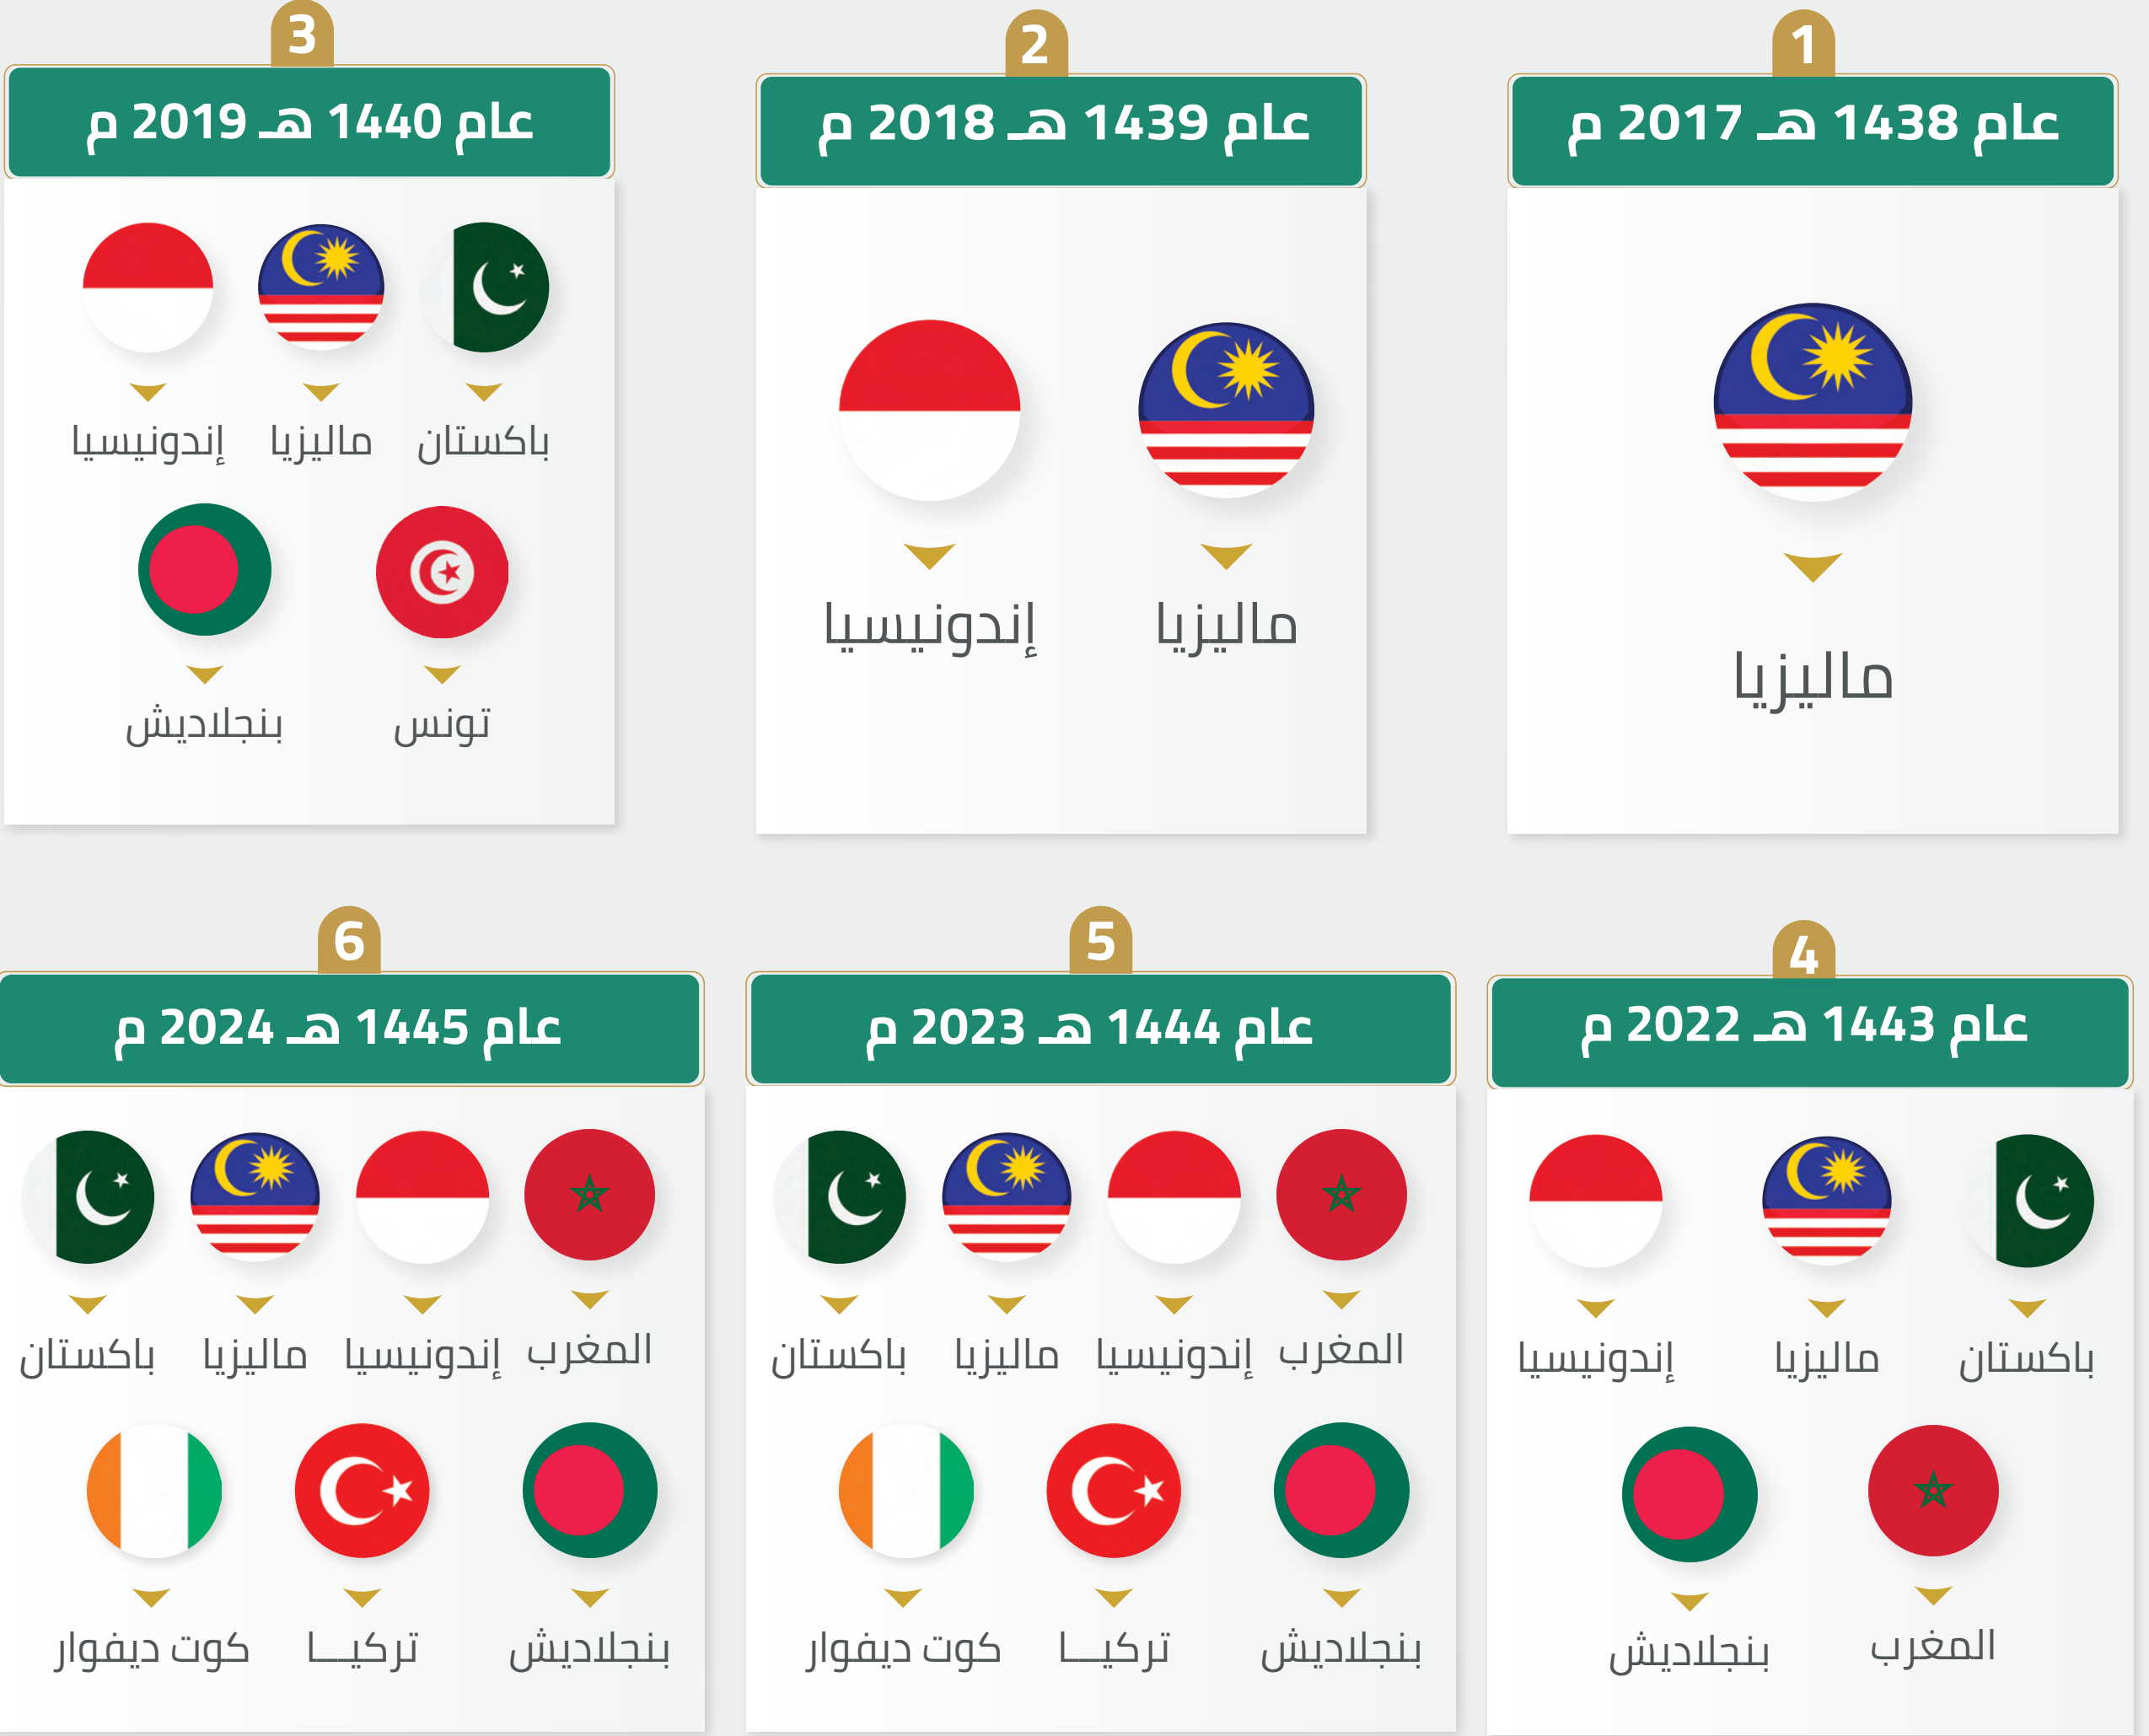 1
عام 1438 هـ 2017 م
ماليزيا
2
عام 1439 هـ 2018 م
ماليزيا
إندونيسيا
3
عام 1440 هـ 2019 م
باكستان
ماليزيا
إندونيسيا
تونس
بنجلاديش
4
عام 1443 هـ 2022 م
باكستان
ماليزيا
إندونيسيا
المغرب
بنجلاديش
5
عام 1444 هـ 2023 م
المغرب
إندونيسيا
ماليزيا
باكستان
بنجلاديش
تركيـــا
كوت ديفوار
6
عام 1445 هـ 2024 م
المغرب
إندونيسيا
ماليزيا
باكستان
بنجلاديش
تركيـــا
كوت ديفوار